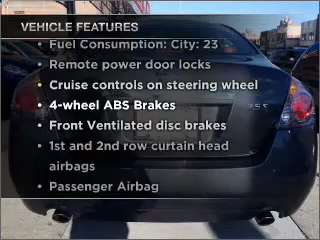 VEHICLE FEATURES
• Fuel Consumption: City: 23
• Remote power door locks
• Cruise controls on steering wheel
• 4-wheel ABS Brakes
• Front Ventilated disc brakes
• 1st and 2nd row curtain head
airbags
• Passenger Airbag